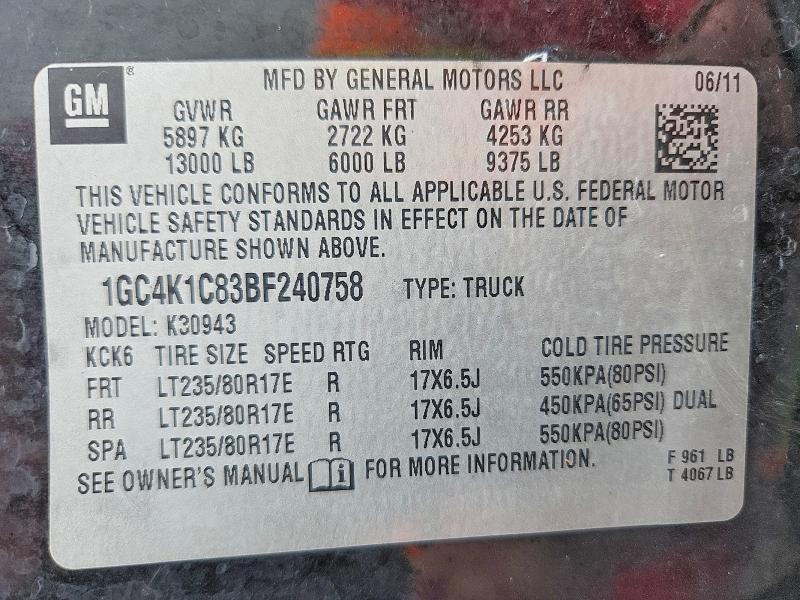 GM ® MFD BY GENERAL MOTORS LLC 06/11
GVWR GAWR FRT GAWR RR
5897 KG 2722 KG 4253 KG
13000 LB 6000 LB 9375 LB
THIS VEHICLE CONFORMS TO ALL APPLICABLE U.S. FEDERAL MOTOR
VEHICLE SAFETY STANDARDS IN EFFECT ON THE DATE OF
MANUFACTURE SHOWN ABOVE.
1GC4K1C83BF240758 TYPE: TRUCK
MODEL: K30943
KCK6 TIRE SIZE SPEED RTG RIM COLD TIRE PRESSURE
FRT LT235/80R17E R 17X6.5J 550KPA(80PSI)
RR LT235/80R17E R 17X6.5J 450KPA(65PSI) DUAL
SPA LT235/80R17E R 17X6.5J 550KPA(80PSI)
SEE OWNER'S MANUAL i FOR MORE INFORMATION. F 961 LB
T 4067 LB